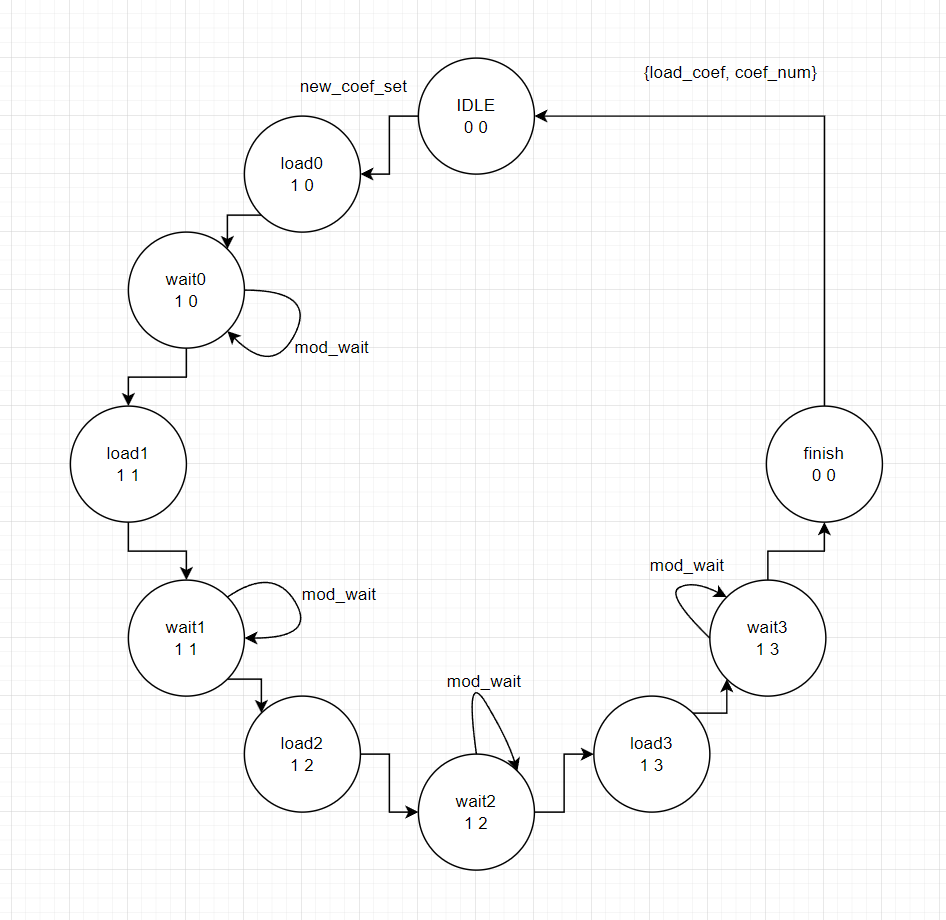 {load_coef, coef_num}
new_coef_set
IDLE
0 0
load0
1 0
wait0
1 0
mod_wait
load1
1 1
finish
0 0
mod_wait
mod_wait
wait1
1 1
wait3
1 3
mod_wait
load2
1 2
load3
1 3
wait2
1 2